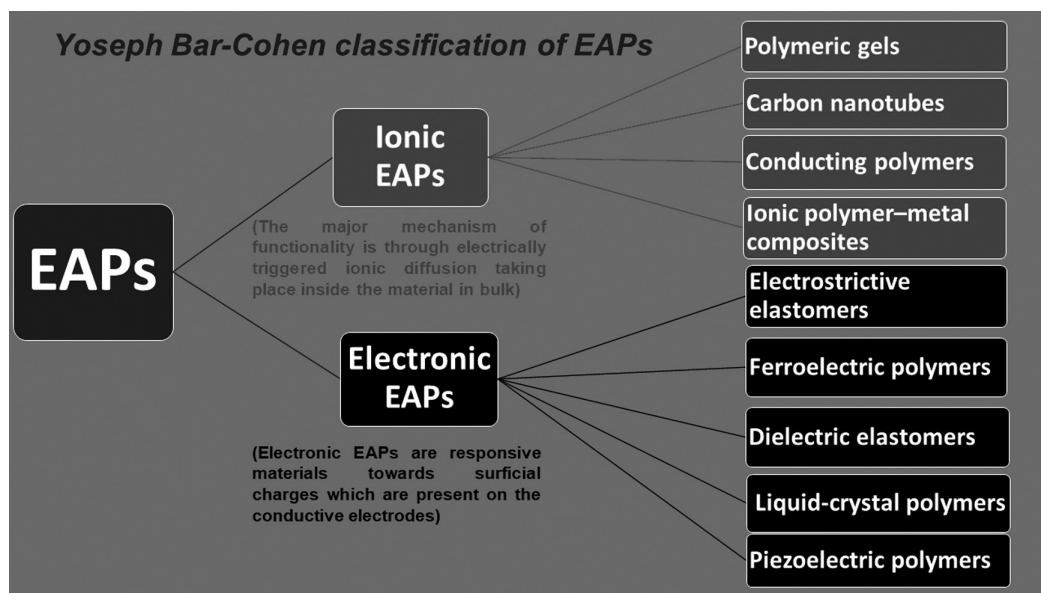 Yoseph Bar-Cohen classification of EAPs
EAPs
Ionic
EAPs
(The major mechanism of
functionality is through electrically
triggered ionic diffusion taking
place inside the material in bulk)
Polymeric gels
Carbon nanotubes
Conducting polymers
Ionic polymer–metal
composites
Electronic
EAPs
(Electronic EAPs are responsive
materials towards surficial
charges which are present on the
conductive electrodes)
Electrostrictive
elastomers
Ferroelectric polymers
Dielectric elastomers
Liquid-crystal polymers
Piezoelectric polymers